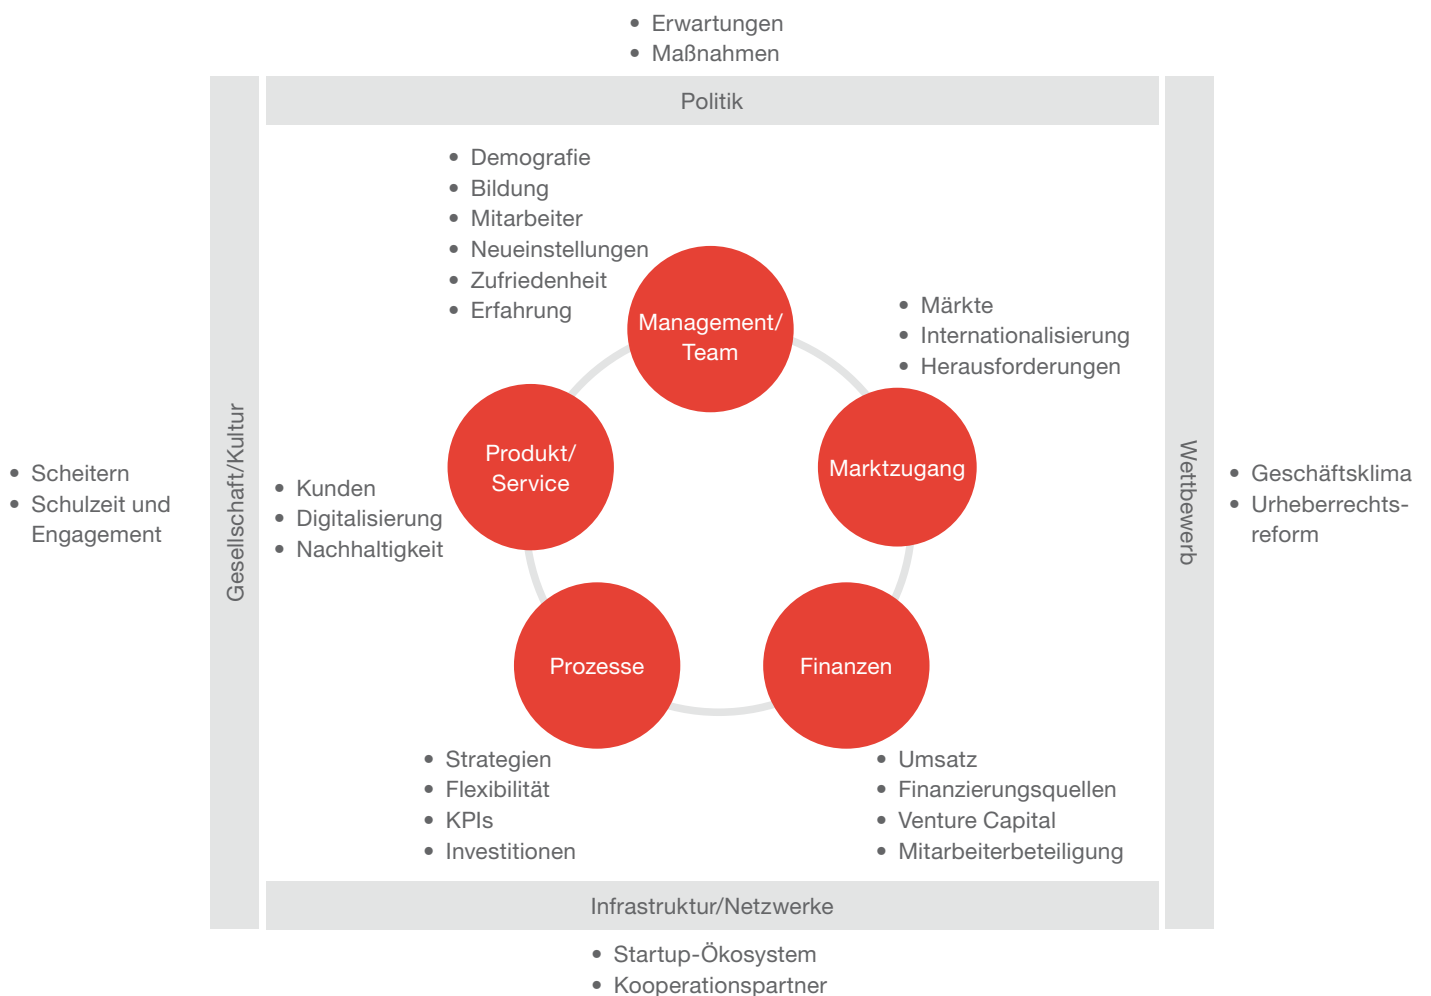 • Erwartungen
• Maßnahmen
Politik
• Demografie
• Bildung
• Mitarbeiter
• Neueinstellungen
• Zufriedenheit
• Erfahrung
Management/
Team
• Märkte
• Internationalisierung
• Herausforderungen
Marktzugang
Produkt/
Service
• Kunden
• Digitalisierung
• Nachhaltigkeit
Gesellschaft/Kultur
• Scheitern
• Schulzeit und
Engagement
Wettbewerb
• Geschäftsklima
• Urheberrechts-
reform
Prozesse
• Strategien
• Flexibilität
• KPIs
• Investitionen
Finanzen
• Umsatz
• Finanzierungsquellen
• Venture Capital
• Mitarbeiterbeteiligung
Infrastruktur/Netzwerke
• Startup-Ökosystem
• Kooperationspartner